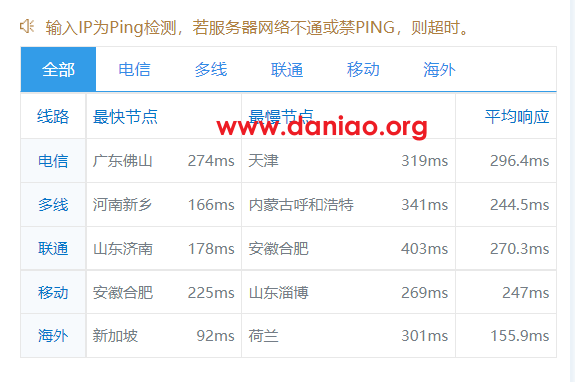 输入IP为Ping检测，若服务器网络不通或禁PING，则超时。
全部 电信 多线 联通 移动 海外
线路 最快节点 最慢节点 平均响应
www.daniao.org
电信 广东佛山 274ms 天津 319ms 296.4ms
多线 河南新乡 166ms 内蒙古呼和浩特 341ms 244.5ms
联通 山东济南 178ms 安徽合肥 403ms 270.3ms
移动 安徽合肥 225ms 山东淄博 269ms 247ms
海外 新加坡 92ms 荷兰 301ms 155.9ms